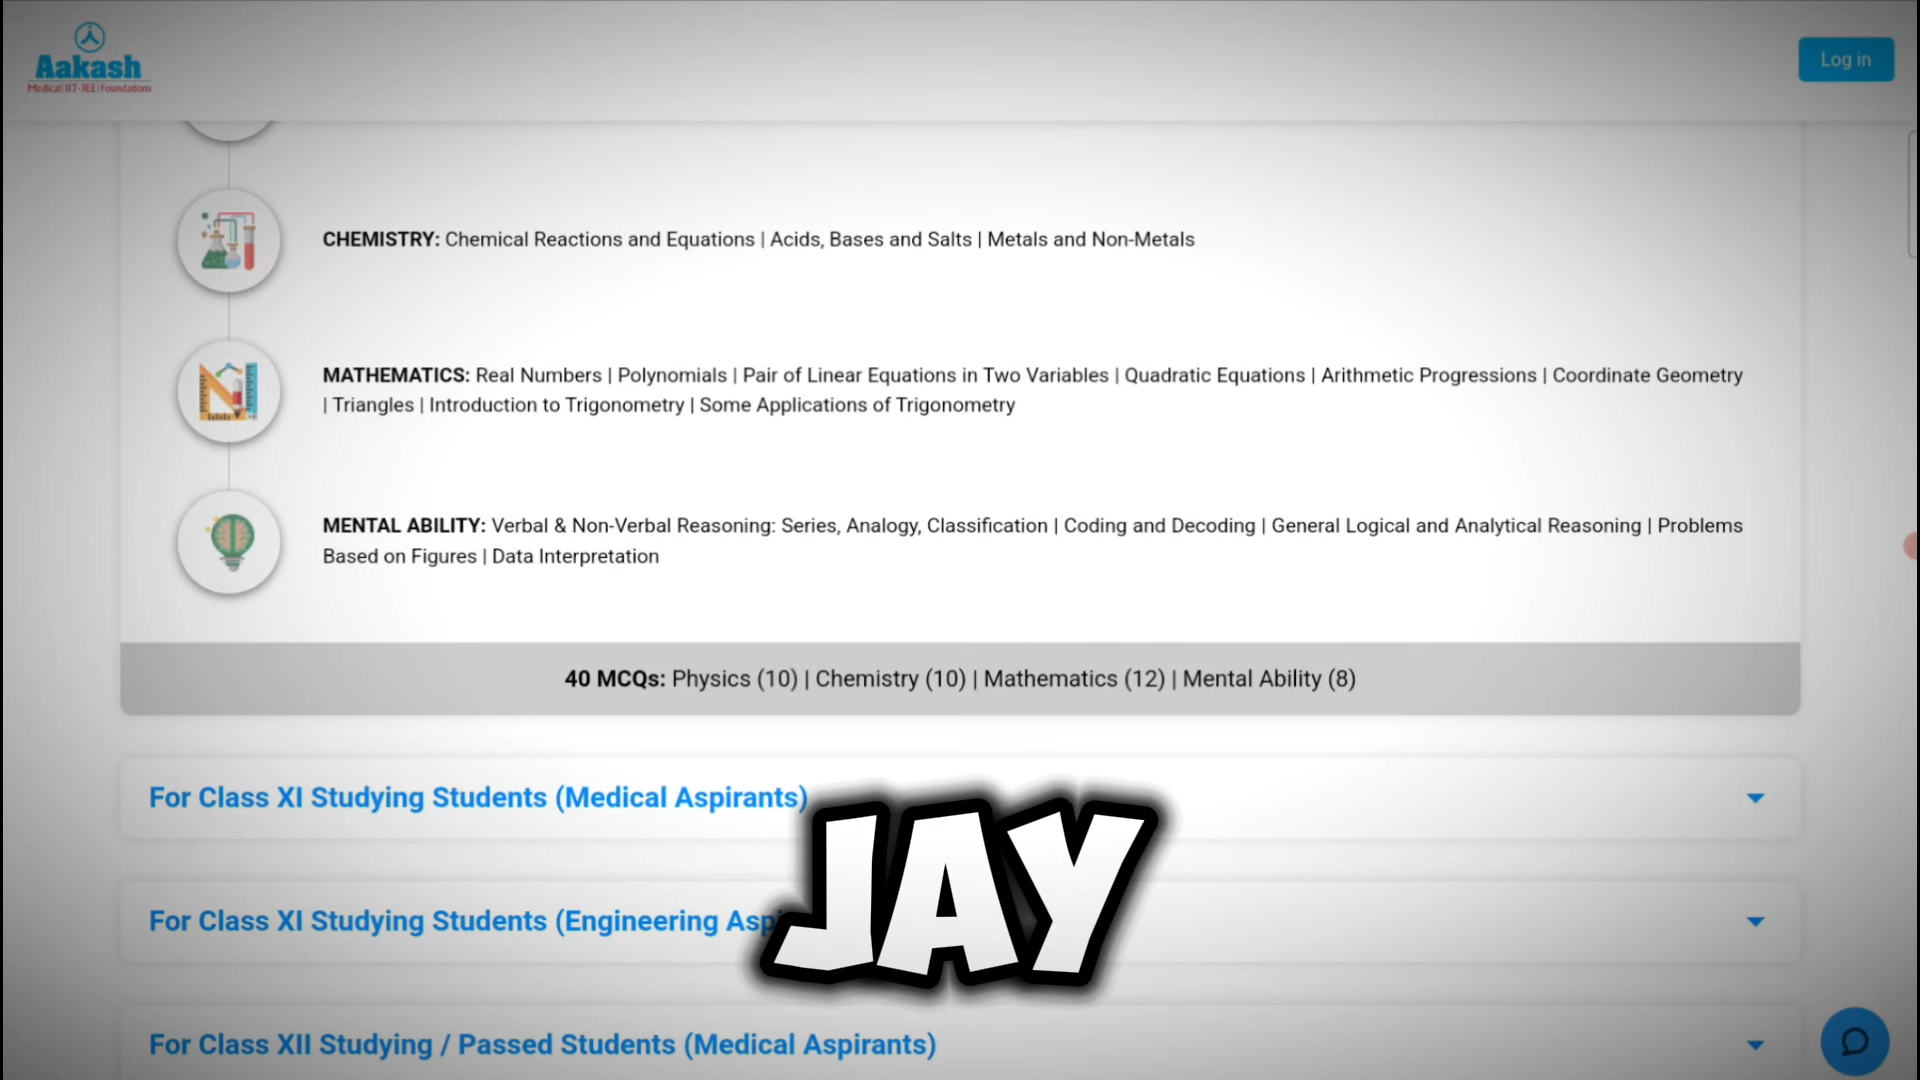 Aakash
Medical|IIT-JEE|Foundations
Log in
CHEMISTRY: Chemical Reactions and Equations | Acids, Bases and Salts | Metals and Non-Metals
MATHEMATICS: Real Numbers | Polynomials | Pair of Linear Equations in Two Variables | Quadratic Equations | Arithmetic Progressions | Coordinate Geometry
| Triangles | Introduction to Trigonometry | Some Applications of Trigonometry
MENTAL ABILITY: Verbal & Non-Verbal Reasoning: Series, Analogy, Classification | Coding and Decoding | General Logical and Analytical Reasoning | Problems
Based on Figures | Data Interpretation
40 MCQs: Physics (10) | Chemistry (10) | Mathematics (12) | Mental Ability (8)
For Class XI Studying Students (Medical Aspirants)
For Class XI Studying Students (Engineering
JAY
For Class XII Studying / Passed Students (Medical Aspirants)